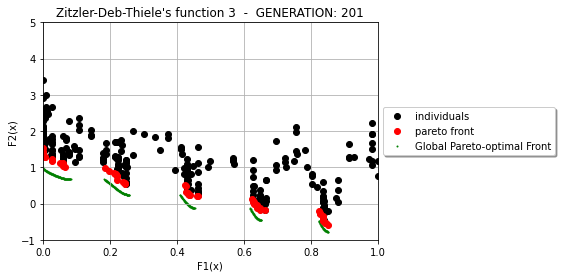 Zitzler-Deb-Thiele's function 3 - GENERATION: 201
5
4
3
2
1
0
−1
F2(x)
0.0 0.2 0.4 0.6 0.8 1.0
F1(x)
individuals
pareto front
Global Pareto-optimal Front